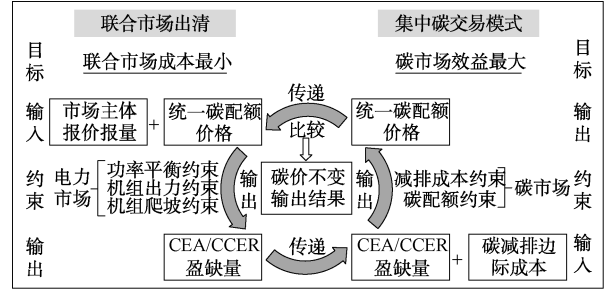 联合市场出清
集中碳交易模式
目标
联合市场成本最小
碳市场效益最大
目标
输入
市场主体
报价报量
+
统一碳配额
价格
传递
比较
统一碳配额
价格
输出
约束
电力
市场
功率平衡约束
机组出力约束
机组爬坡约束
输出
碳价不变
输出结果
输出
减排成本约束
碳配额约束
碳市场
约束
输出
CEA/CCER
盈缺量
传递
CEA/CCER
盈缺量
+
碳减排边
际成本
输入